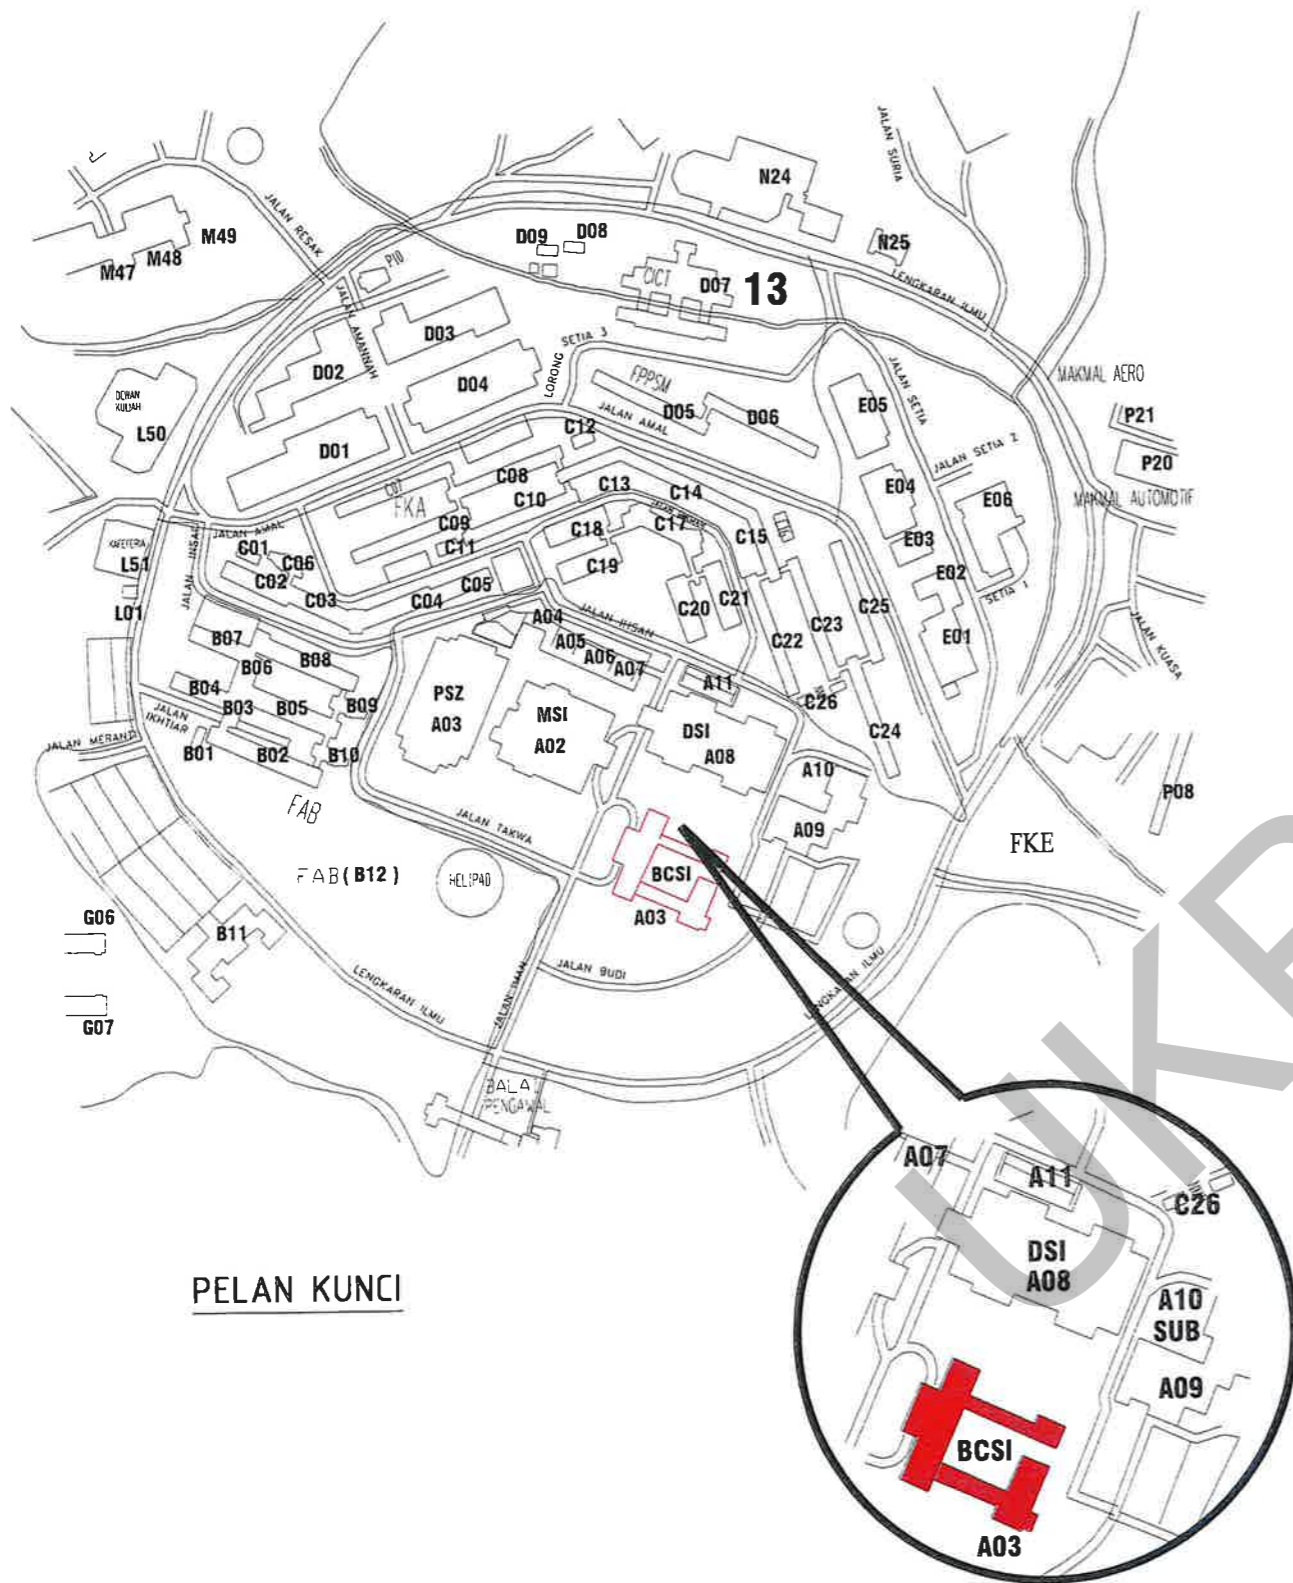 JALAN SURIA
N24
M49
M48
M47
JALAN RESAK
D09
D08
N25
P10
CICT
D07
13
LENGKARAN ILMU
JALAN AMANNAH
D03
D02
D04
LORONG
SETIA 3
FPPSM
D05
D06
JALAN AMAL
E05
JALAN SETIA
MAKMAL AERO
P21
DEWAN
KULIAH
L50
D01
C12
JALAN SETIA 2
P20
C07
C08
FKA
C10
C13
C14
E04
E06
MAKMAL AUTOMOTIF
KAFETERIA
L51
JALAN INSAF
JALAN AMAL
C01
C06
C09
C11
C18
C17
C15
C16
E03
C02
C03
C04
C05
C19
E02
SETIA 1
L01
C20
C21
C22
C23
C25
E01
JALAN KUASA
B07
B08
A04
JALAN IHSAN
A05
A06
A07
B06
B04
B03
B05
B09
PSZ
A03
MSI
A02
A11
DSI
A08
C26
C24
JALAN
IKHTIAR
JALAN MERANTI
B01
B02
B10
A10
P08
FAB
JALAN TAKWA
A09
FKE
FAB (B12)
HELIPAD
BCSI
A03
G06
B11
LENGKARAN ILMU
JALAN IMAN
JALAN BUDI
LENGKARAN ILMU
G07
BALAI
PENGAWAL
A07
A11
C26
DSI
A08
A10
SUB
A09
PELAN KUNCI
BCSI
A03